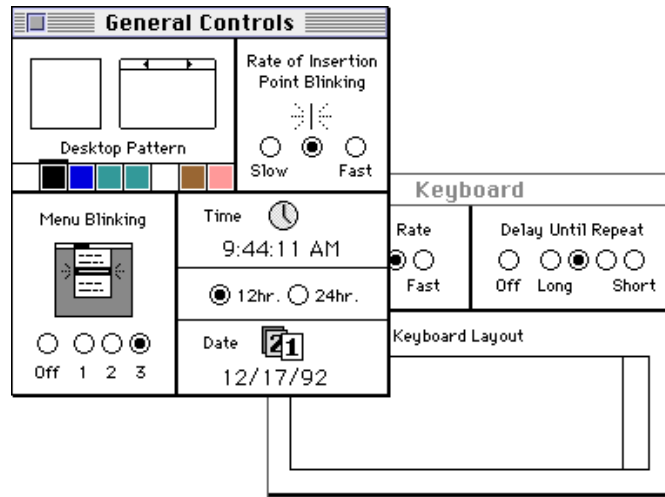 General Controls
Rate of Insertion
Point Blinking
Desktop Pattern
Slow Fast
Menu Blinking
Off 1 2 3
Time
9:44:11 AM
12hr. 24hr.
Date
21
12/17/92
Keyboard
Rate
Fast
Delay Until Repeat
Off Long Short
Keyboard Layout